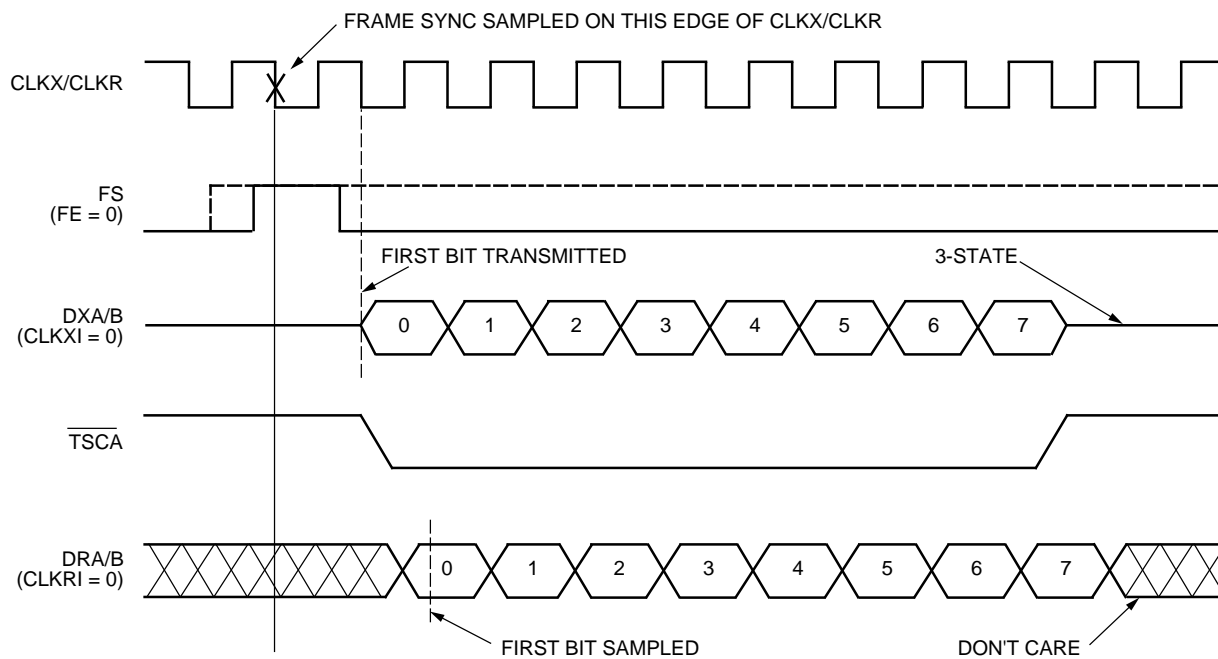 FRAME SYNC SAMPLED ON THIS EDGE OF CLKX/CLKR
CLKX/CLKR
FS
(FE = 0)
FIRST BIT TRANSMITTED
3-STATE
DXA/B
(CLKXI = 0)
0 1 2 3 4 5 6 7
TSCA
DRA/B
(CLKRI = 0)
0 1 2 3 4 5 6 7
FIRST BIT SAMPLED
DON'T CARE